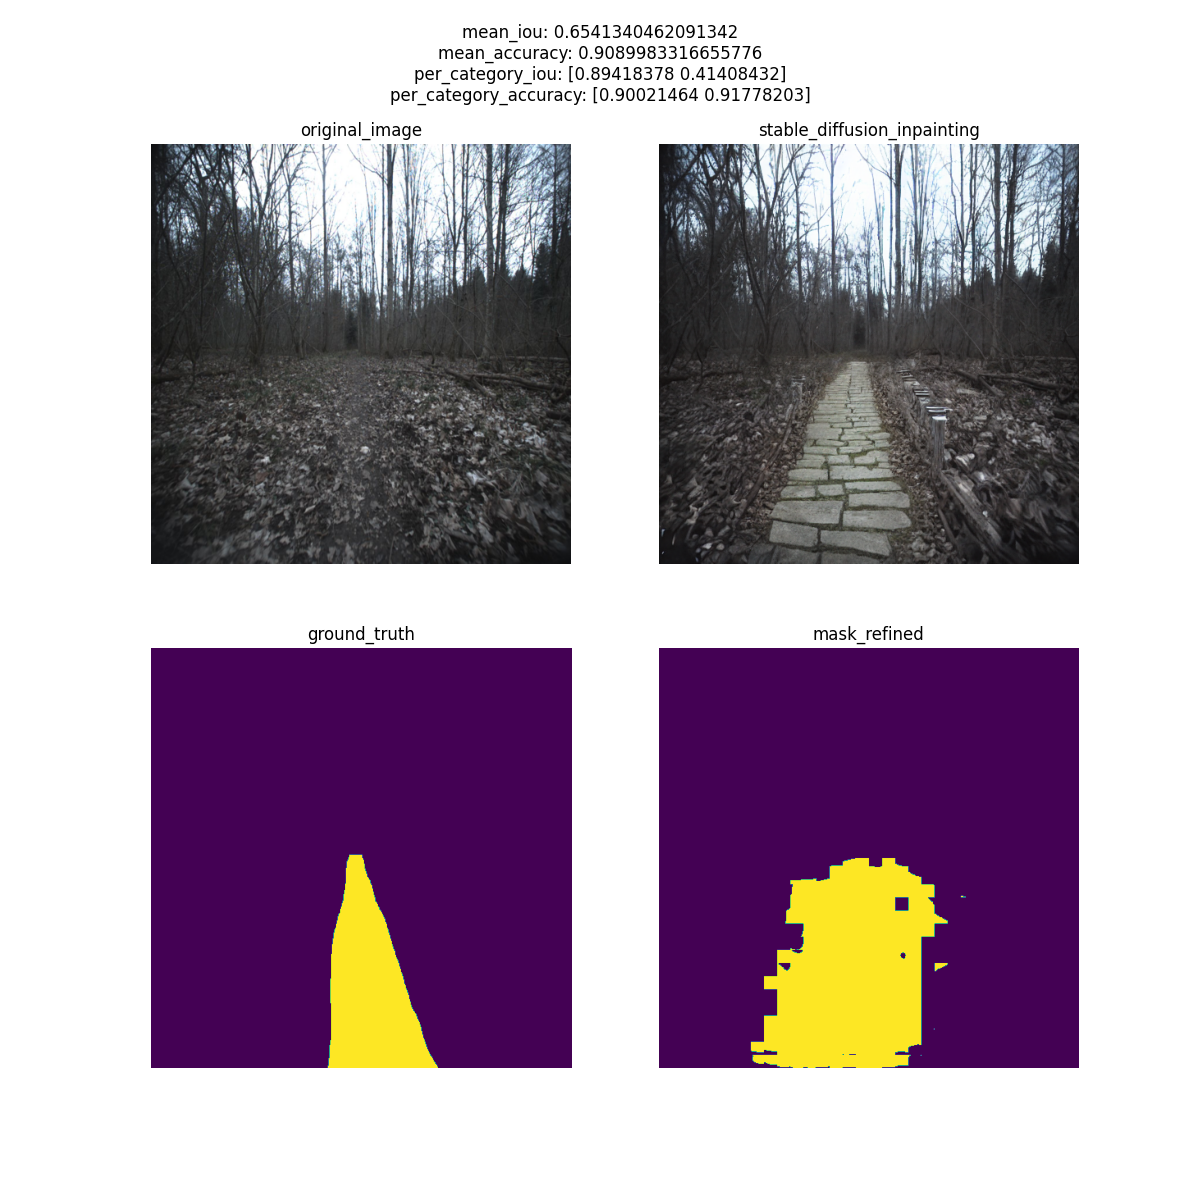 mean_iou: 0.6541340462091342
mean_accuracy: 0.9089983316655776
per_category_iou: [0.89418378 0.41408432]
per_category_accuracy: [0.90021464 0.91778203]
original_image
stable_diffusion_inpainting
ground_truth
mask_refined